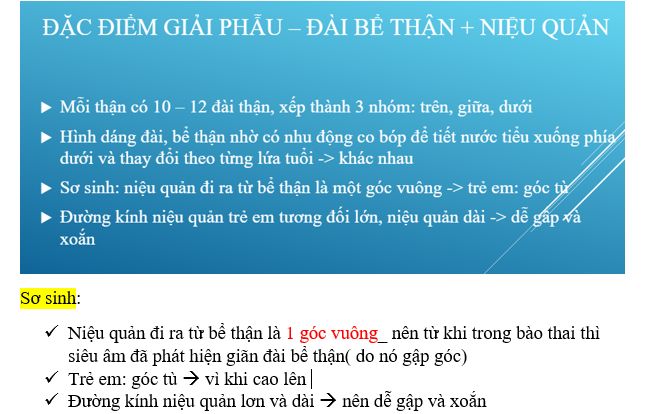 ĐẶC ĐIỂM GIẢI PHẪU – ĐÀI BỂ THẬN + NIỆU QUẢN
Mỗi thận có 10 – 12 đài thận, xếp thành 3 nhóm: trên, giữa, dưới
Hình dáng đài, bể thận nhờ có nhu động co bóp để tiết nước tiểu xuống phía
dưới và thay đổi theo từng lứa tuổi -> khác nhau
Sơ sinh: niệu quản đi ra từ bể thận là một góc vuông -> trẻ em: góc tù
Đường kính niệu quản trẻ em tương đối lớn, niệu quản dài -> dễ gấp và
xoắn
Sơ sinh:
✓ Niệu quản đi ra từ bể thận là 1 góc vuông_ nên từ khi trong bào thai thì
siêu âm đã phát hiện giãn đài bể thận( do nó gập góc)
✓ Trẻ em: góc tù → vì khi cao lên
✓ Đường kính niệu quản lơn và dài → nên dễ gập và xoắn